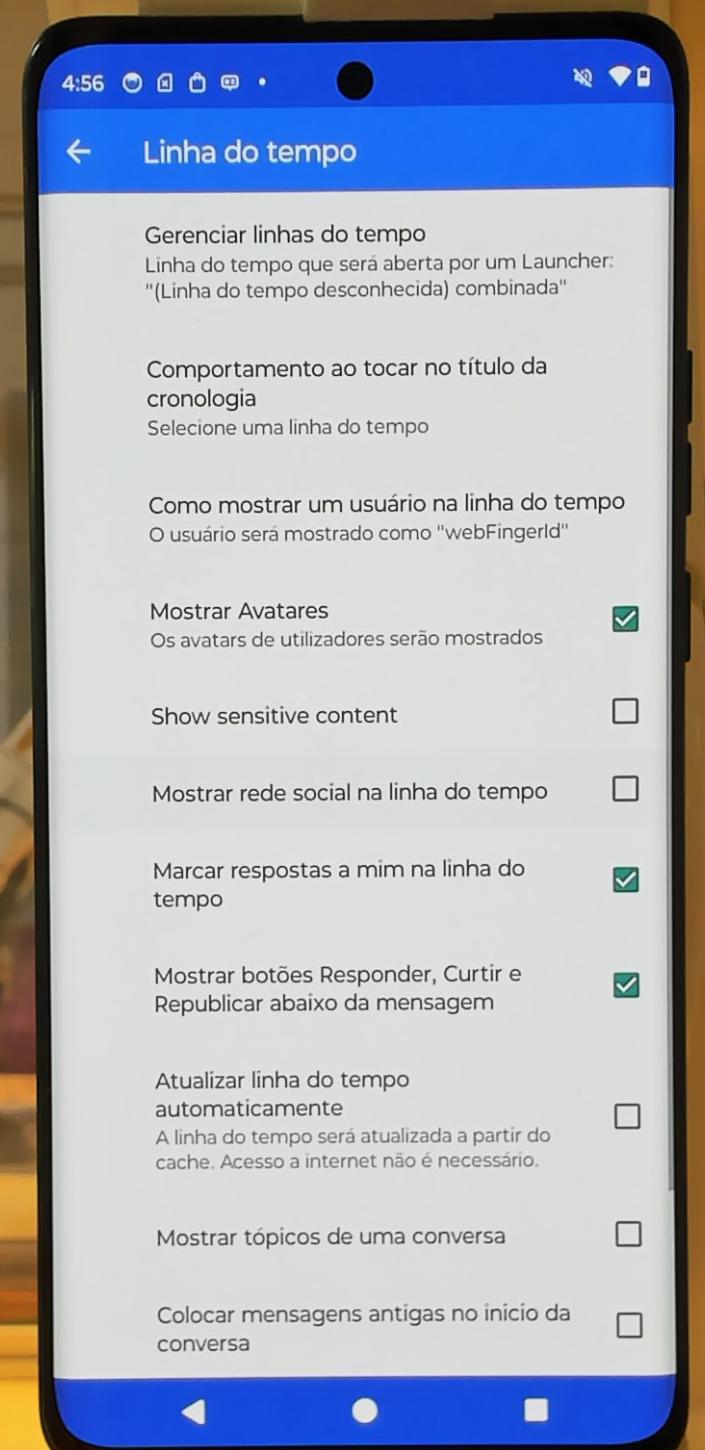 4:56
Linha do tempo
Gerenciar linhas do tempo
Linha do tempo que será aberta por um Launcher:
"(Linha do tempo desconhecida) combinada"
Comportamento ao tocar no título da
cronologia
Selecione uma linha do tempo
Como mostrar um usuário na linha do tempo
O usuário será mostrado como "webFingerId"
Mostrar Avatares
Os avatars de utilizadores serão mostrados
Show sensitive content
Mostrar rede social na linha do tempo
Marcar respostas a mim na linha do
tempo
Mostrar botões Responder, Curtir e
Republicar abaixo da mensagem
Atualizar linha do tempo
automaticamente
A linha do tempo será atualizada a partir do
cache. Acesso a internet não é necessário.
Mostrar tópicos de uma conversa
Colocar mensagens antigas no inicio da
conversa